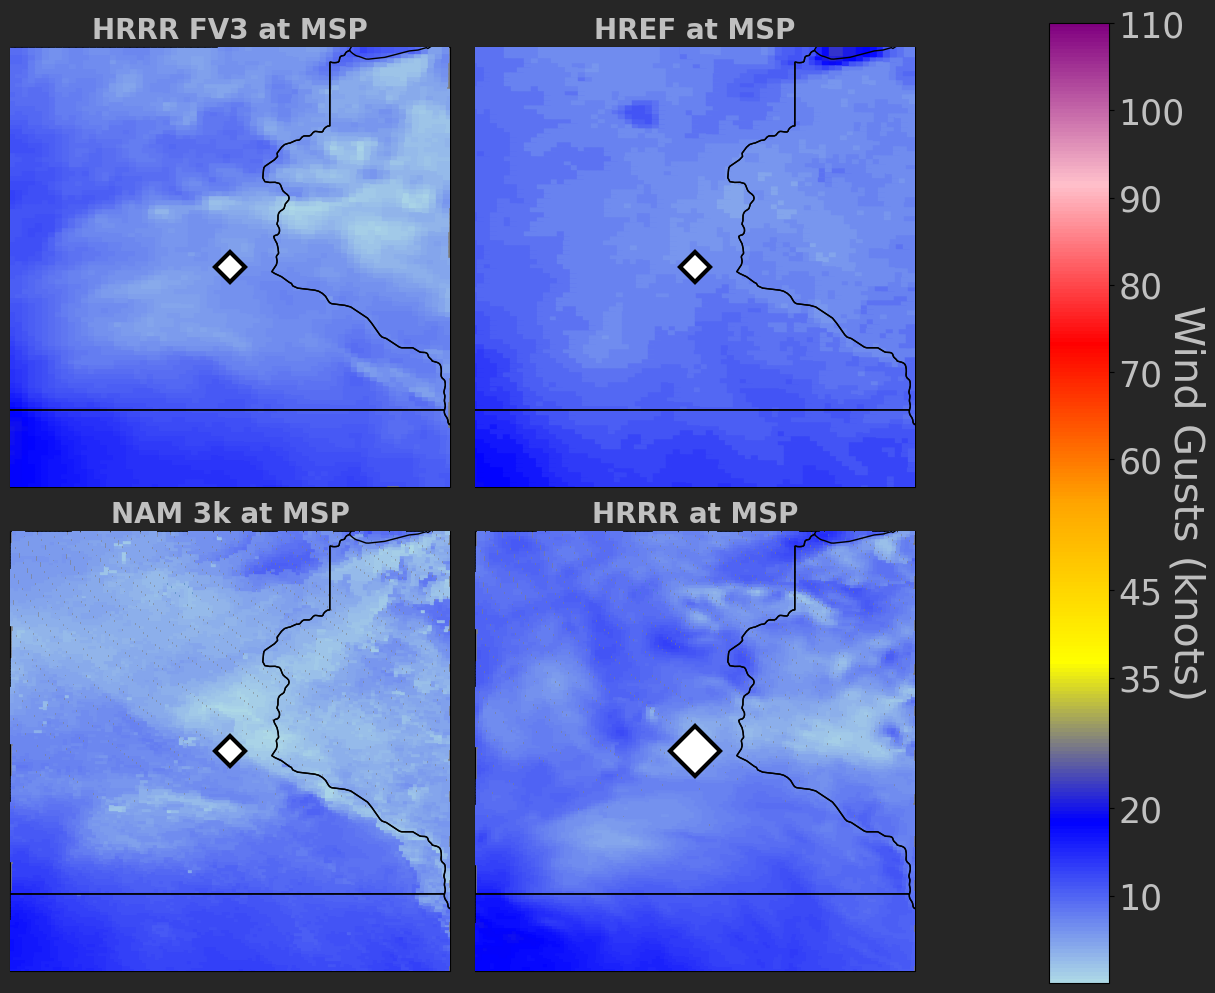 HRRR FV3 at MSP
HREF at MSP
NAM 3k at MSP
HRRR at MSP
110
100
90
80
70
60
45
35
20
10
Wind Gusts (knots)